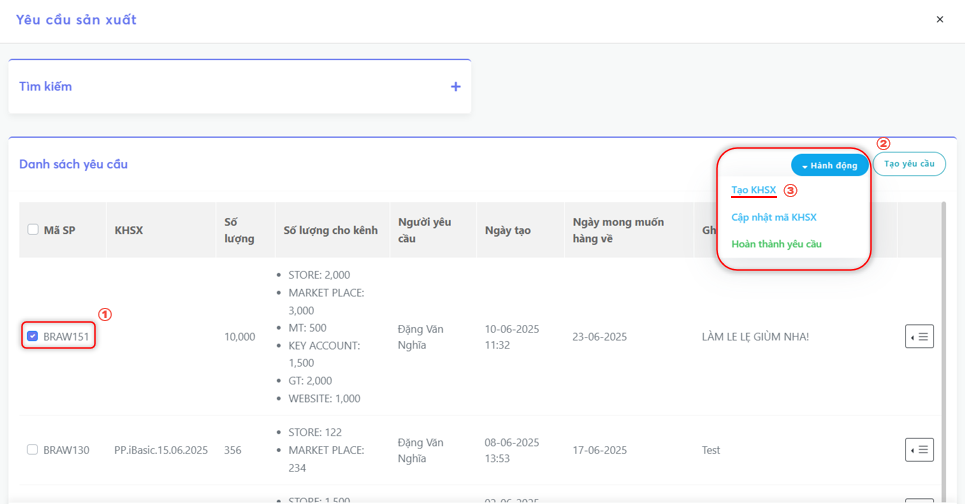 Yêu cầu sản xuất
×
Tìm kiếm
+
②
Danh sách yêu cầu
Hành động
Tạo yêu cầu
Tạo KHSX ③
Cập nhật mã KHSX
Hoàn thành yêu cầu
Mã SP
KHSX
Số
lượng
Số lượng cho kênh
Người yêu
cầu
Ngày tạo
Ngày mong muốn
hàng về
Gh
①
BRAW151
10,000
STORE: 2,000
MARKET PLACE:
3,000
MT: 500
KEY ACCOUNT:
1,500
GT: 2,000
WEBSITE: 1,000
Đặng Văn
Nghĩa
10-06-2025
11:32
23-06-2025
LÀM LE LẸ GIÙM NHA!
BRAW130
PP.iBasic.15.06.2025
356
STORE: 122
MARKET PLACE:
234
Đặng Văn
Nghĩa
08-06-2025
13:53
17-06-2025
Test
STORE: 1,500